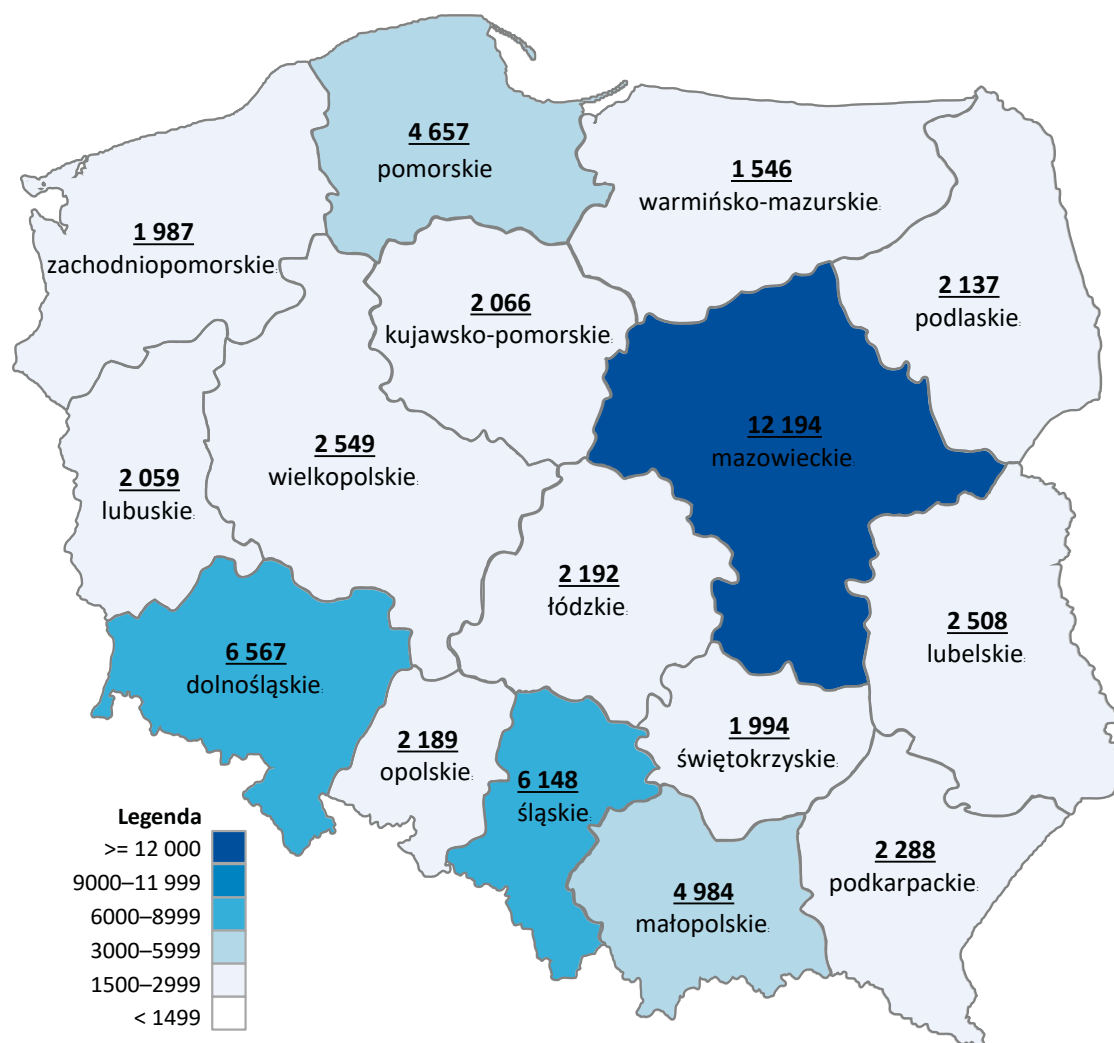 4 657
pomorskie
1 546
warmińsko-mazurskie
1 987
zachodniopomorskie
2 066
kujawsko-pomorskie
2 137
podlaskie
12 194
mazowieckie
2 549
wielkopolskie
2 059
lubuskie
2 192
łódzkie
2 508
lubelskie
6 567
dolnośląskie
2 189
opolskie
6 148
śląskie
1 994
świętokrzyskie
2 288
podkarpackie
4 984
małopolskie
Legenda
>= 12 000
9000–11 999
6000–8999
3000–5999
1500–2999
< 1499